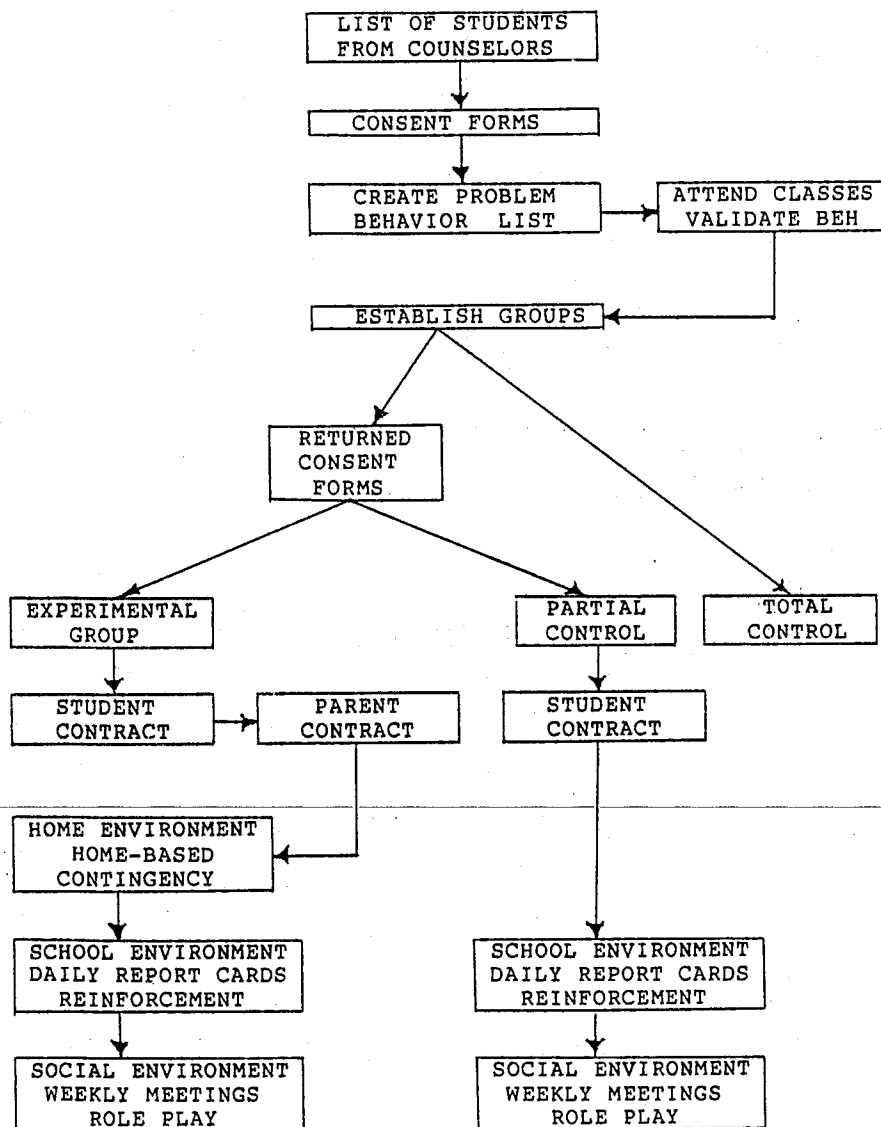 LIST OF STUDENTS
FROM COUNSELORS
CONSENT FORMS
CREATE PROBLEM
BEHAVIOR LIST
ATTEND CLASSES
VALIDATE BEH
ESTABLISH GROUPS
RETURNED
CONSENT
FORMS
EXPERIMENTAL
GROUP
PARTIAL
CONTROL
TOTAL
CONTROL
STUDENT
CONTRACT
PARENT
CONTRACT
STUDENT
CONTRACT
HOME ENVIRONMENT
HOME-BASED
CONTINGENCY
SCHOOL ENVIRONMENT
DAILY REPORT CARDS
REINFORCEMENT
SCHOOL ENVIRONMENT
DAILY REPORT CARDS
REINFORCEMENT
SOCIAL ENVIRONMENT
WEEKLY MEETINGS
ROLE PLAY
SOCIAL ENVIRONMENT
WEEKLY MEETINGS
ROLE PLAY